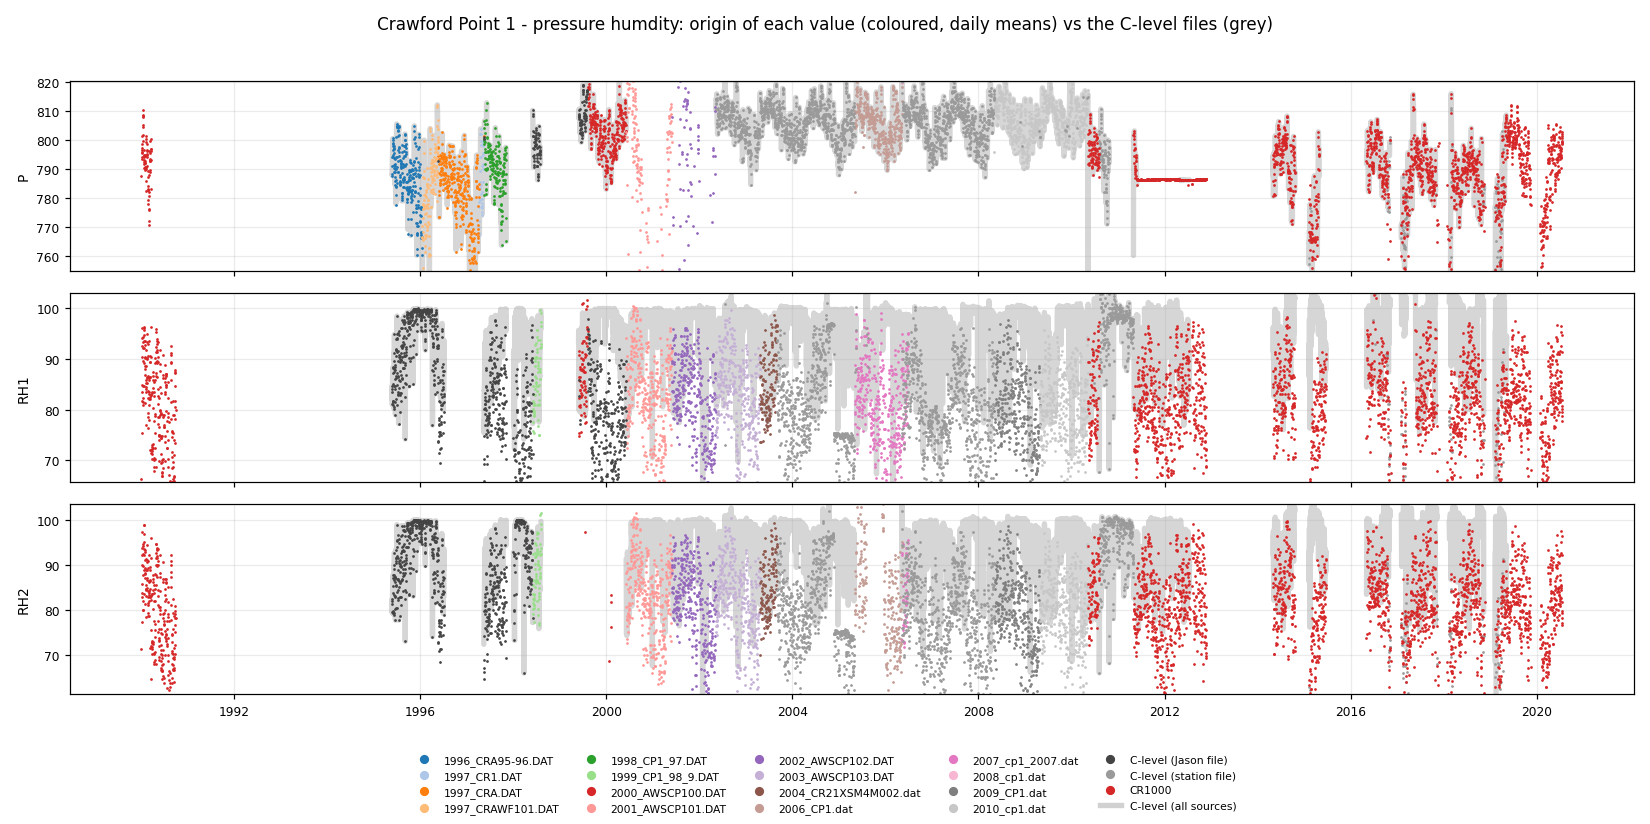 Crawford Point 1 - pressure humdity: origin of each value (coloured, daily means) vs the C-level files (grey)
820
810
800
790
780
770
760
P
100
90
80
70
RH1
100
90
80
70
RH2
1992 1996 2000 2004 2008 2012 2016 2020
1996_CRA95-96.DAT 1998_CP1_97.DAT 2002_AWSCP102.DAT 2007_cp1_2007.dat C-level (Jason file)
1997_CR1.DAT 1999_CP1_98_9.DAT 2003_AWSCP103.DAT 2008_cp1.dat C-level (station file)
1997_CRA.DAT 2000_AWSCP100.DAT 2004_CR21XSM4M002.dat 2009_CP1.dat CR1000
1997_CRAWF101.DAT 2001_AWSCP101.DAT 2006_CP1.dat 2010_cp1.dat C-level (all sources)